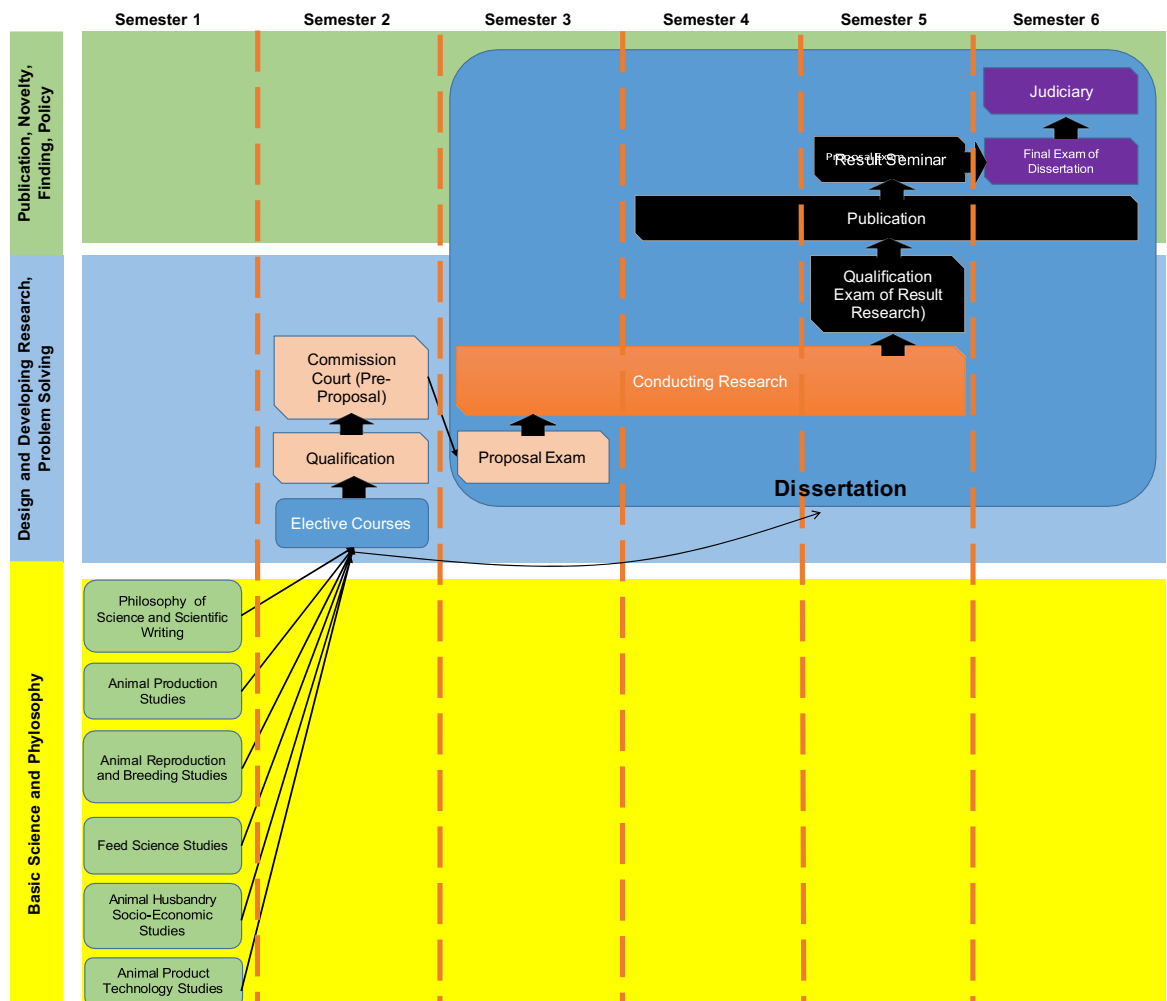 Semester 1
Semester 2
Semester 3
Semester 4
Semester 5
Semester 6
Publication, Novelty,
Finding, Policy
Judiciary
Proposal Exam
Result Seminar
Final Exam of
Dissertation
Publication
Design and Developing Research,
Problem Solving
Qualification
Exam of Result
Research)
Commission
Court (Pre-
Proposal)
Conducting Research
Qualification
Proposal Exam
Dissertation
Elective Courses
Basic Science and Phylosophy
Philosophy of
Science and Scientific
Writing
Animal Production
Studies
Animal Reproduction
and Breeding Studies
Feed Science Studies
Animal Husbandry
Socio-Economic
Studies
Animal Product
Technology Studies